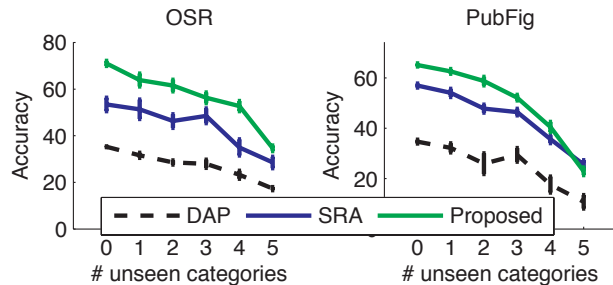 OSR
PubFig
Accuracy
80
60
40
20
0
Accuracy
60
40
20
DAP SRA Proposed
0 1 2 3 4 5
0 1 2 3 4 5
# unseen categories
# unseen categories